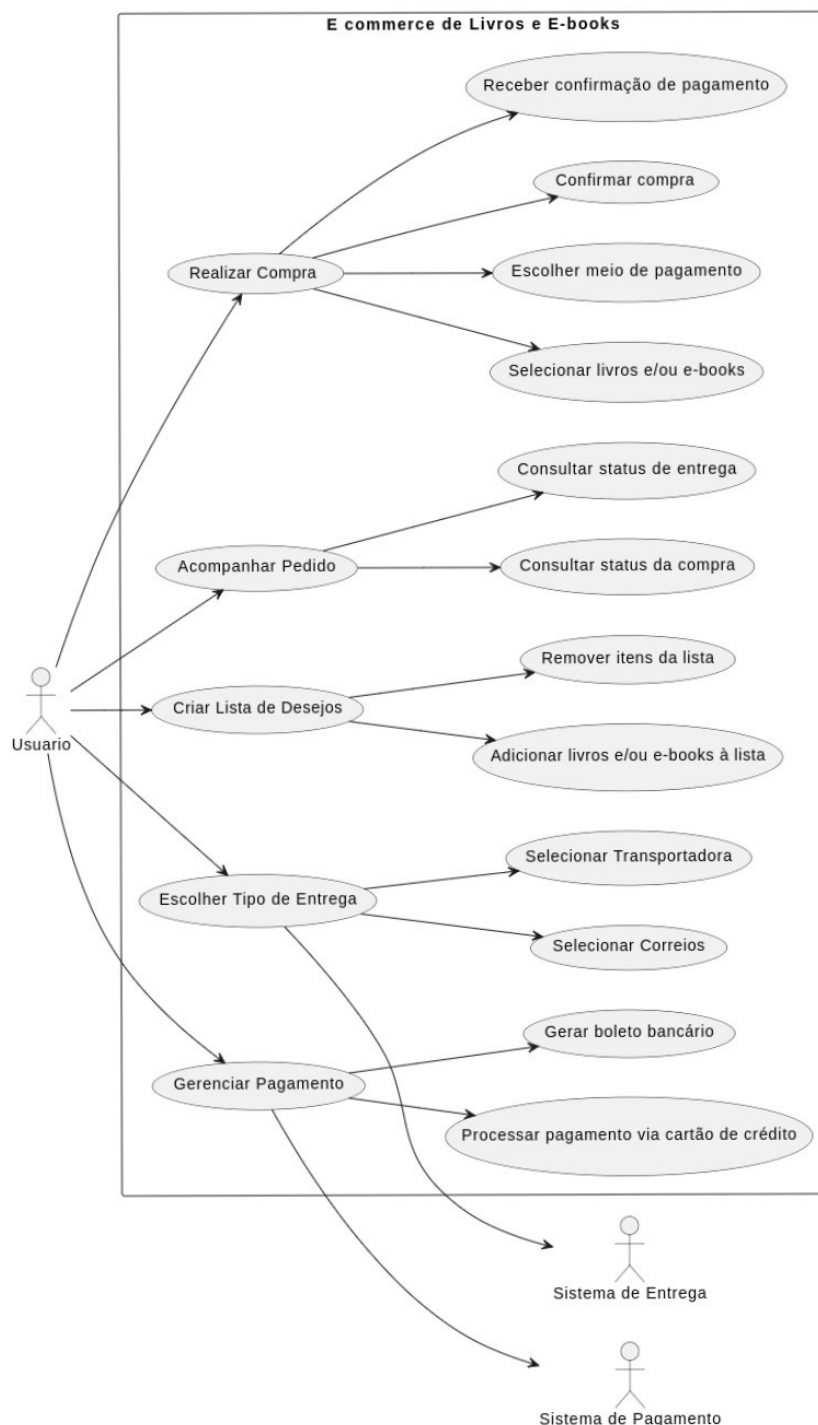 E commerce de Livros e E-books
Receber confirmação de pagamento
Confirmar compra
Realizar Compra
Escolher meio de pagamento
Selecionar livros e/ou e-books
Consultar status de entrega
Acompanhar Pedido
Consultar status da compra
Remover itens da lista
Criar Lista de Desejos
Usuario
Adicionar livros e/ou e-books à lista
Selecionar Transportadora
Escolher Tipo de Entrega
Selecionar Correios
Gerar boleto bancário
Gerenciar Pagamento
Processar pagamento via cartão de crédito
Sistema de Entrega
Sistema de Pagamento